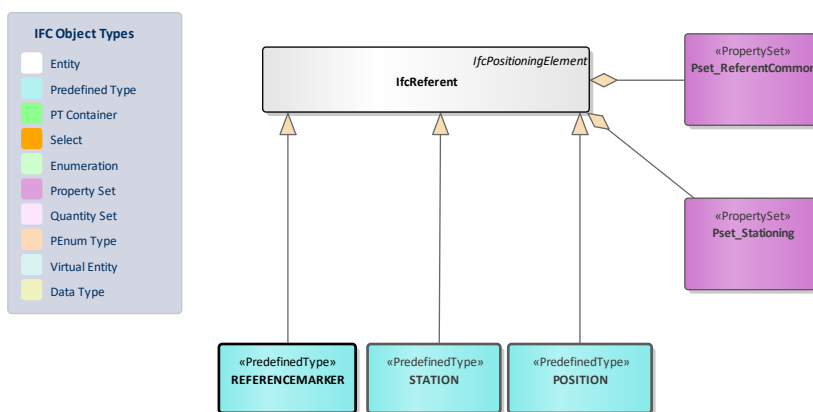 IFC Object Types
Entity
Predefined Type
PT Container
Select
Enumeration
Property Set
Quantity Set
PEnum Type
Virtual Entity
Data Type
IfcPositioningElement
IfcReferent
«PropertySet»
Pset_ReferentCommon
«PropertySet»
Pset_Stationing
«PredefinedType»
REFERENCEMARKER
«PredefinedType»
STATION
«PredefinedType»
POSITION